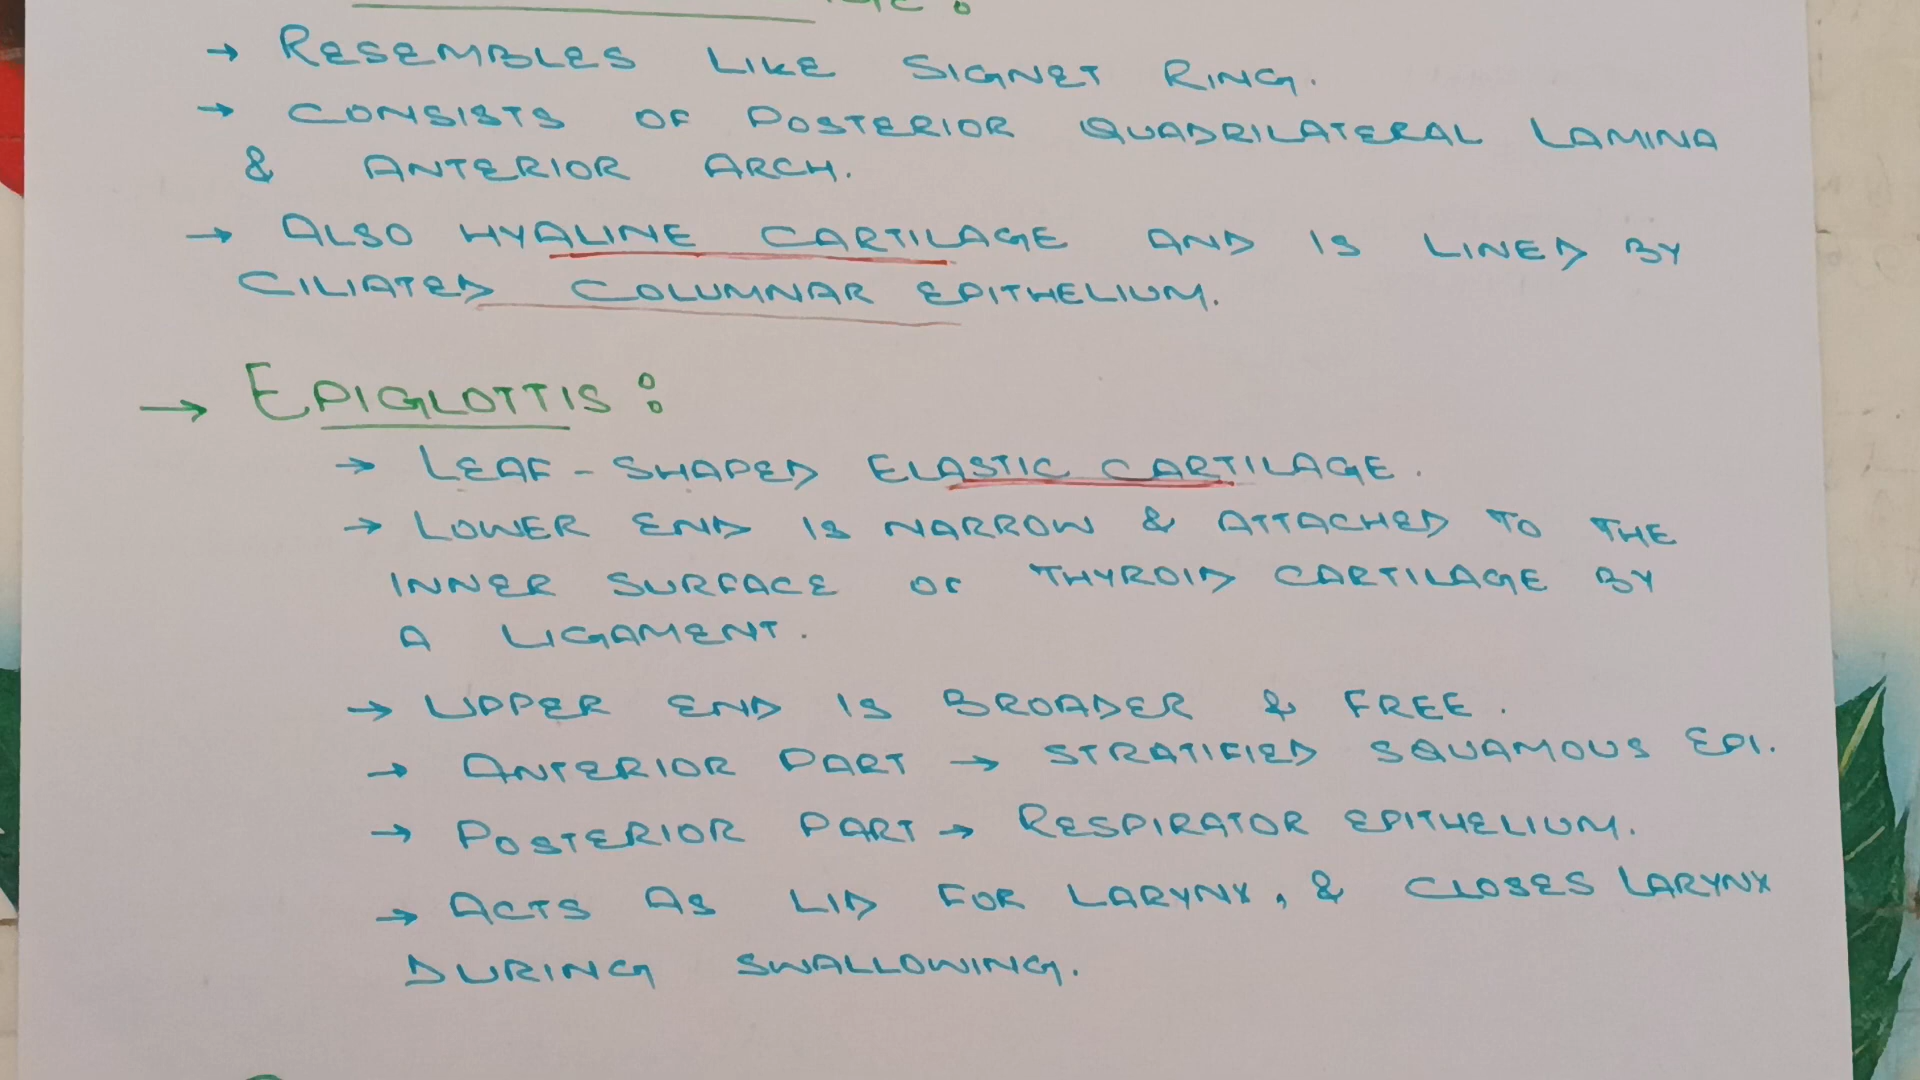 → RESEMBLES LIKE SIGNET RING.
→ CONSISTS OF POSTERIOR QUADRILATERAL LAMINA
& ANTERIOR ARCH.
→ ALSO HYALINE CARTILAGE AND IS LINED BY
CILIATED COLUMNAR EPITHELIUM.
→ EPIGLOTTIS :
→ LEAF - SHAPED ELASTIC CARTILAGE.
→ LOWER END IS NARROW & ATTACHED TO THE
INNER SURFACE OF THYROID CARTILAGE BY
A LIGAMENT.
→ UPPER END IS BROADER & FREE.
→ ANTERIOR PART → STRATIFIED SQUAMOUS EPI.
→ POSTERIOR PART → RESPIRATOR EPITHELIUM.
→ ACTS AS LID FOR LARYNX, & CLOSES LARYNX
DURING SWALLOWING.